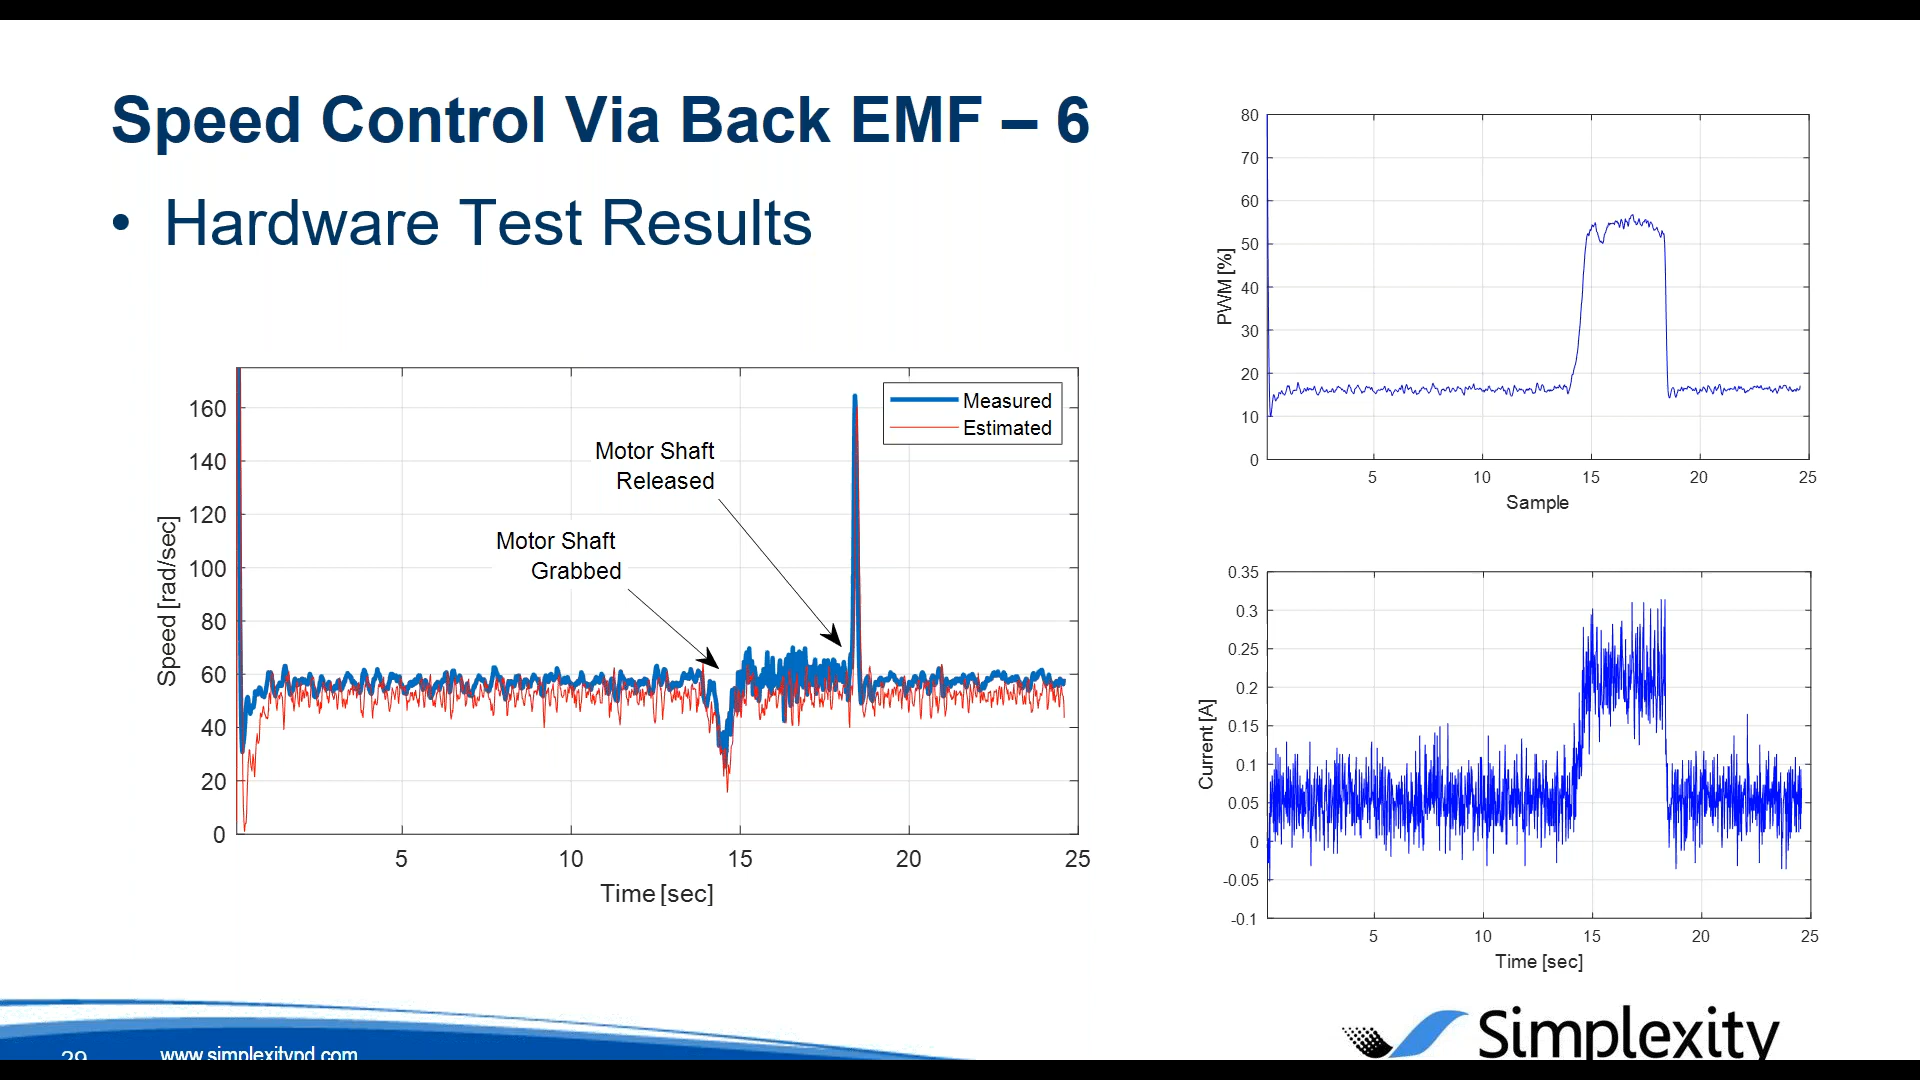 Speed Control Via Back EMF – 6
• Hardware Test Results
Speed [rad/sec]
160
140
120
100
80
60
40
20
0
5
10
15
20
25
Time [sec]
Measured
Estimated
Motor Shaft
Released
Motor Shaft
Grabbed
PWM [%]
80
70
60
50
40
30
20
10
0
5
10
15
20
25
Sample
Current [A]
0.35
0.3
0.25
0.2
0.15
0.1
0.05
0
-0.05
-0.1
5
10
15
20
25
Time [sec]
29
www.simplexitypd.com
Simplexity